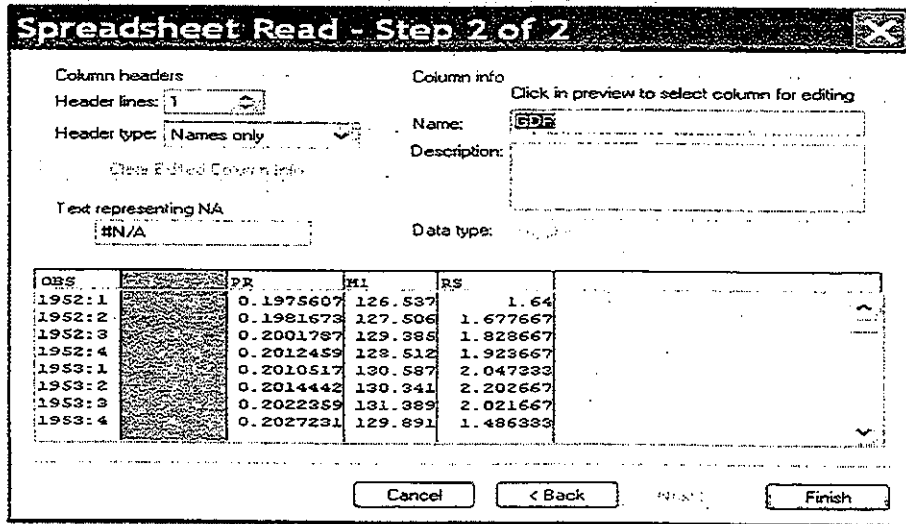 Spreadsheet Read - Step 2 of 2
Column headers
Header lines: 1
Header type: Names only
Clear Edited Column Info
Text representing NA
#N/A
Column info
Click in preview to select column for editing
Name: GDP
Description:
Data type:
OBS PR M1 RS
1952:1 0.1975607 126.537 1.64
1952:2 0.1981673 127.506 1.677667
1952:3 0.2001787 129.385 1.828667
1952:4 0.2012459 128.512 1.923667
1953:1 0.2010517 130.587 2.047333
1953:2 0.2014442 130.341 2.202667
1953:3 0.2022359 131.389 2.021667
1953:4 0.2027231 129.891 1.486333
Cancel < Back Next Finish